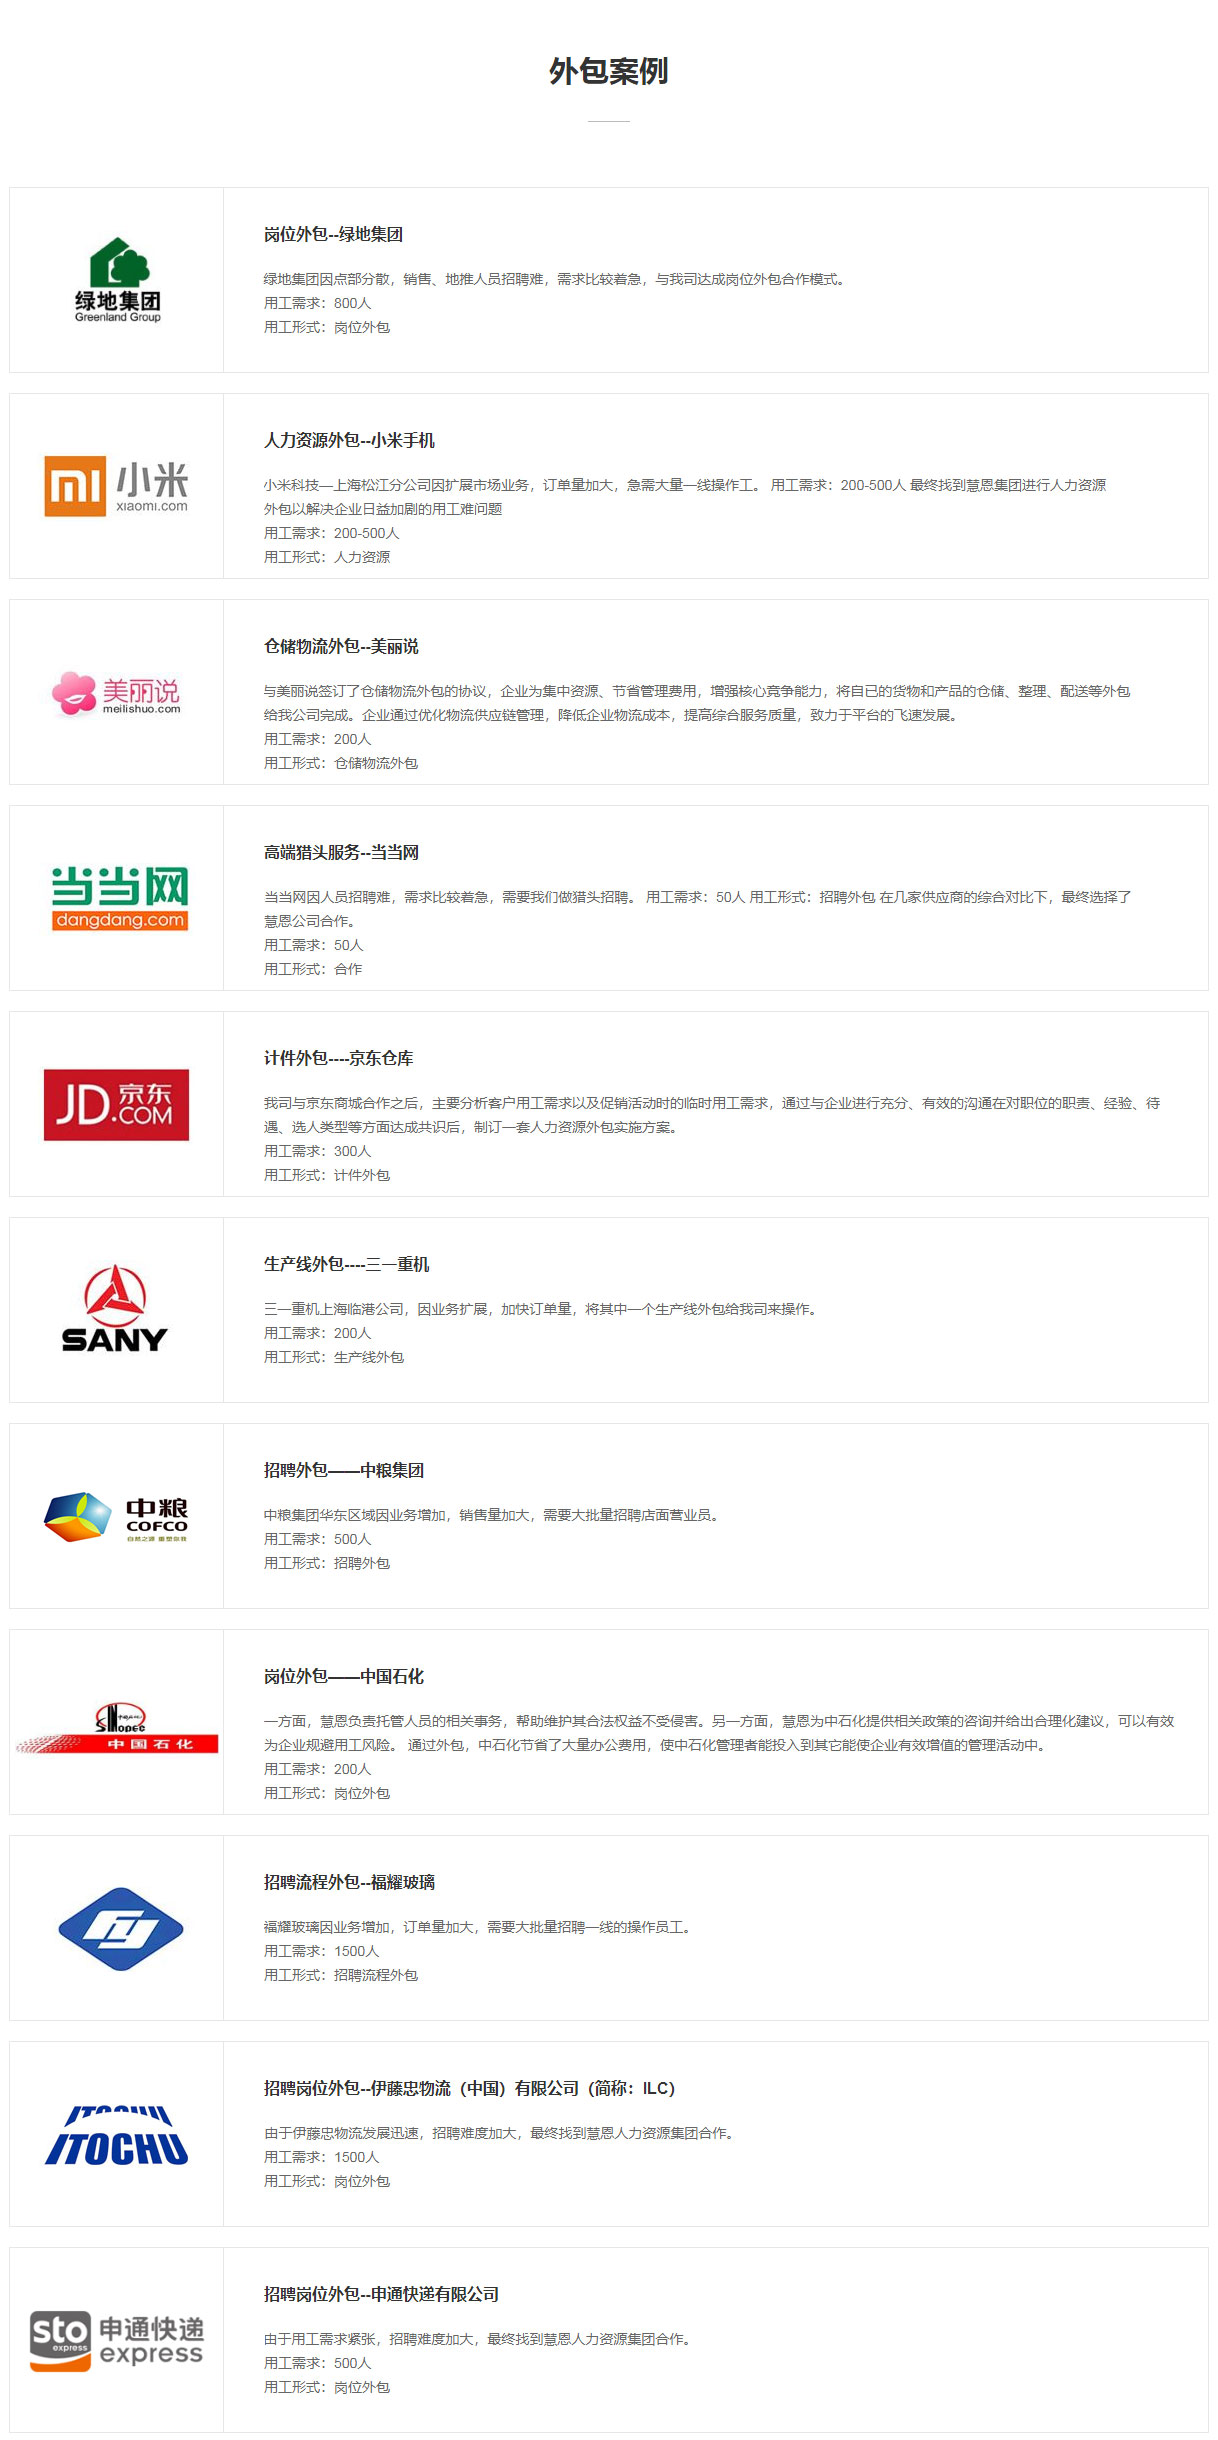 外包案例
绿地集团
Greenland Group
岗位外包--绿地集团
绿地集团因点部分散，销售、地推人员招聘难，需求比较着急，与我司达成岗位外包合作模式。
用工需求：800人
用工形式：岗位外包
小米
xiaomi.com
人力资源外包--小米手机
小米科技—上海松江分公司因扩展市场业务，订单量加大，急需大量一线操作工。 用工需求：200-500人 最终找到慧恩集团进行人力资源
外包以解决企业日益加剧的用工难问题
用工需求：200-500人
用工形式：人力资源
美丽说
meilishuo.com
仓储物流外包--美丽说
与美丽说签订了仓储物流外包的协议，企业为集中资源、节省管理费用，增强核心竞争能力，将自已的货物和产品的仓储、整理、配送等外包
给我公司完成。企业通过优化物流供应链管理，降低企业物流成本，提高综合服务质量，致力于平台的飞速发展。
用工需求：200人
用工形式：仓储物流外包
当当网
dangdang.com
高端猎头服务--当当网
当当网因人员招聘难，需求比较着急，需要我们做猎头招聘。 用工需求：50人 用工形式：招聘外包 在几家供应商的综合对比下，最终选择了
慧恩公司合作。
用工需求：50人
用工形式：合作
JD.京东
COM
计件外包----京东仓库
我司与京东商城合作之后，主要分析客户用工需求以及促销活动时的临时用工需求，通过与企业进行充分、有效的沟通在对职位的职责、经验、待
遇、选人类型等方面达成共识后，制订一套人力资源外包实施方案。
用工需求：300人
用工形式：计件外包
SANY
生产线外包----三一重机
三一重机上海临港公司，因业务扩展，加快订单量，将其中一个生产线外包给我司来操作。
用工需求：200人
用工形式：生产线外包
中粮
COFCO
自然之源 重塑你我
招聘外包——中粮集团
中粮集团华东区域因业务增加，销售量加大，需要大批量招聘店面营业员。
用工需求：500人
用工形式：招聘外包
SINOPEC
中国石化
岗位外包——中国石化
一方面，慧恩负责托管人员的相关事务，帮助维护其合法权益不受侵害。另一方面，慧恩为中石化提供相关政策的咨询并给出合理化建议，可以有效
为企业规避用工风险。 通过外包，中石化节省了大量办公费用，使中石化管理者能投入到其它能使企业有效增值的管理活动中。
用工需求：200人
用工形式：岗位外包
招聘流程外包--福耀玻璃
福耀玻璃因业务增加，订单量加大，需要大批量招聘一线的操作员工。
用工需求：1500人
用工形式：招聘流程外包
ITOCHU
ITOCHU
招聘岗位外包--伊藤忠物流（中国）有限公司（简称：ILC）
由于伊藤忠物流发展迅速，招聘难度加大，最终找到慧恩人力资源集团合作。
用工需求：1500人
用工形式：岗位外包
sto 申通快递
express express
招聘岗位外包--申通快递有限公司
由于用工需求紧张，招聘难度加大，最终找到慧恩人力资源集团合作。
用工需求：500人
用工形式：岗位外包